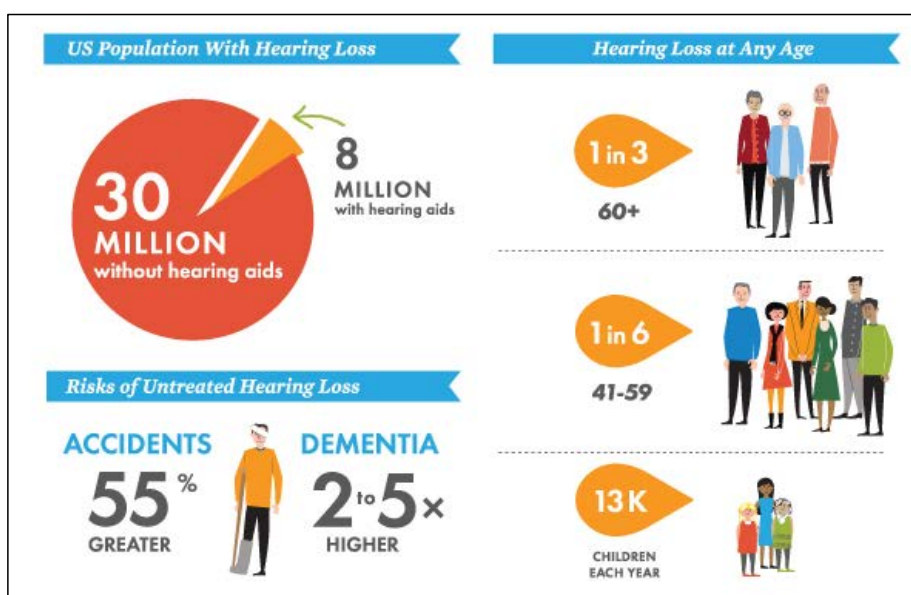 US Population With Hearing Loss
30
MILLION
without hearing aids
8
MILLION
with hearing aids
Risks of Untreated Hearing Loss
ACCIDENTS
55%
GREATER
DEMENTIA
2 to 5x
HIGHER
Hearing Loss at Any Age
1 in 3
60+
1 in 6
41-59
13K
CHILDREN
EACH YEAR